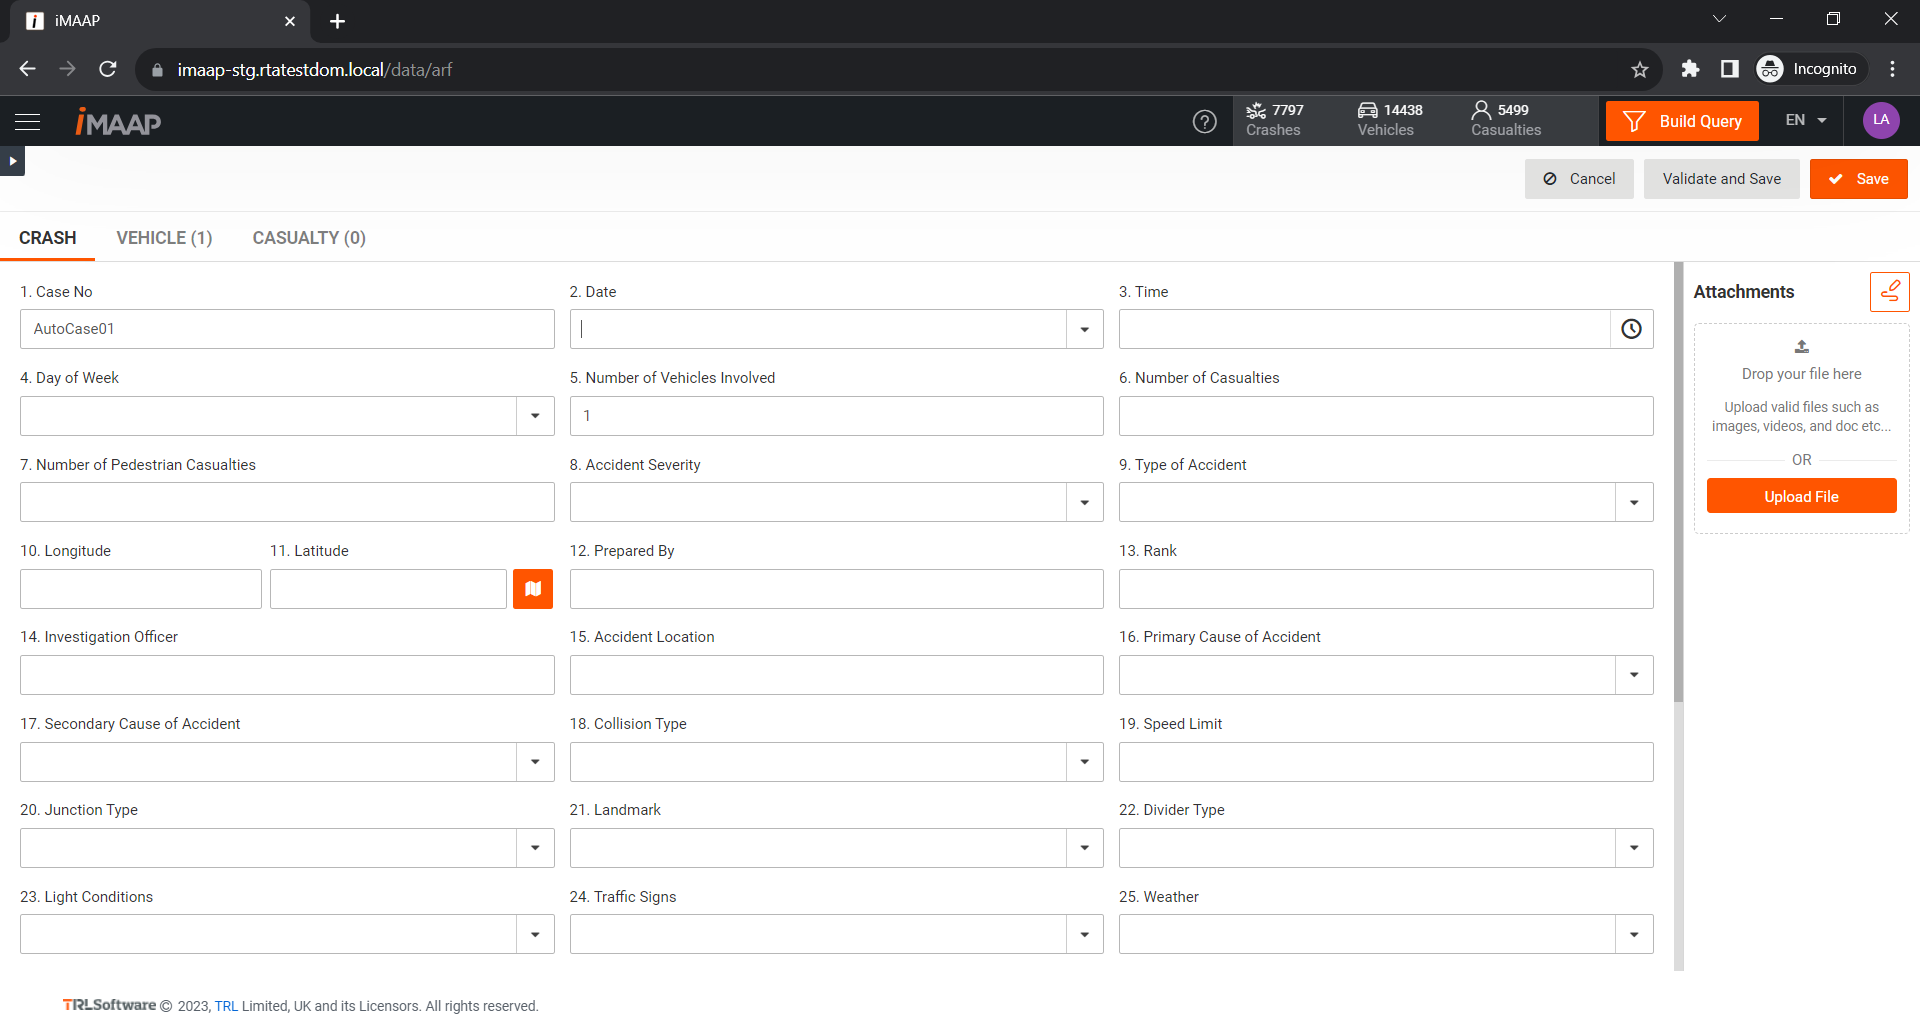 iMAAP
imaap-stg.rtatestdom.local/data/arf
Incognito
iMAAP
7797
Crashes
14438
Vehicles
5499
Casualties
Build Query
EN
LA
Cancel
Validate and Save
Save
CRASH
VEHICLE (1)
CASUALTY (0)
1. Case No
2. Date
3. Time
AutoCase01
4. Day of Week
5. Number of Vehicles Involved
6. Number of Casualties
1
7. Number of Pedestrian Casualties
8. Accident Severity
9. Type of Accident
10. Longitude
11. Latitude
12. Prepared By
13. Rank
14. Investigation Officer
15. Accident Location
16. Primary Cause of Accident
17. Secondary Cause of Accident
18. Collision Type
19. Speed Limit
20. Junction Type
21. Landmark
22. Divider Type
23. Light Conditions
24. Traffic Signs
25. Weather
Attachments
Drop your file here
Upload valid files such as
images, videos, and doc etc...
OR
Upload File
TRLSoftware © 2023, TRL Limited, UK and its Licensors. All rights reserved.